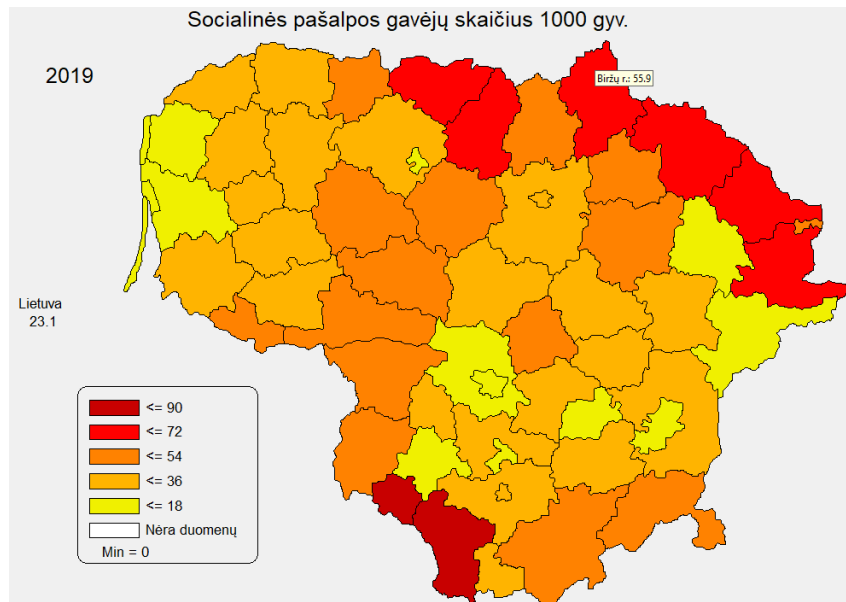 Socialinės pašalpos gavėjų skaičius 1000 gyv.
2019
Biržų r.: 55.9
Lietuva
23.1
<= 90
<= 72
<= 54
<= 36
<= 18
Nėra duomenų
Min = 0